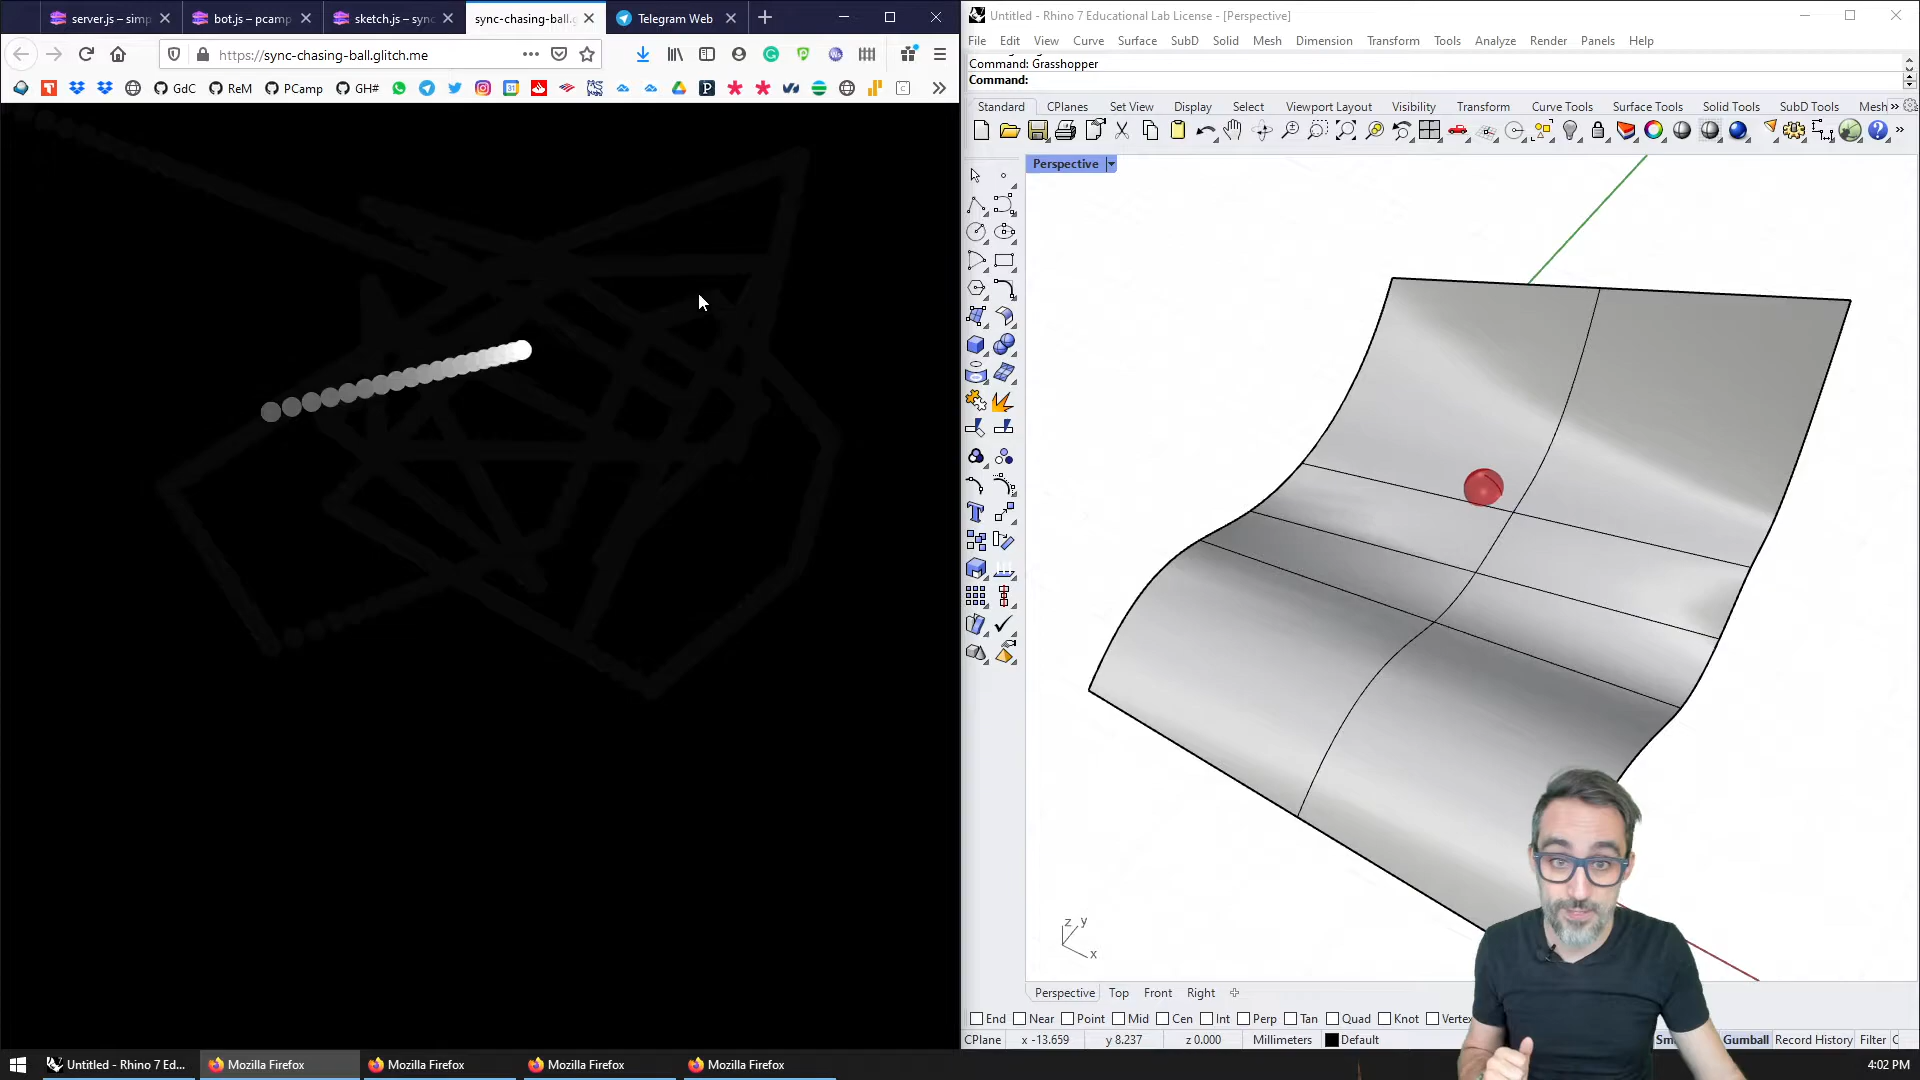 server.js – simp
bot.js – pcamp
sketch.js – sync
sync-chasing-ball.g
Telegram Web
https://sync-chasing-ball.glitch.me
GdC
ReM
PCamp
GH#
Untitled - Rhino 7 Educational Lab License - [Perspective]
File Edit View Curve Surface SubD Solid Mesh Dimension Transform Tools Analyze Render Panels Help
Command: Grasshopper
Command:
Standard CPlanes Set View Display Select Viewport Layout Visibility Transform Curve Tools Surface Tools Solid Tools SubD Tools Mesh
Perspective
z y
x
Perspective Top Front Right
End Near Point Mid Cen Int Perp Tan Quad Knot Vertex
CPlane x -13.659 y 8.237 z 0.000 Millimeters Default Gumball Record History Filter
Untitled - Rhino 7 Ed...
Mozilla Firefox
Mozilla Firefox
Mozilla Firefox
Mozilla Firefox
4:02 PM